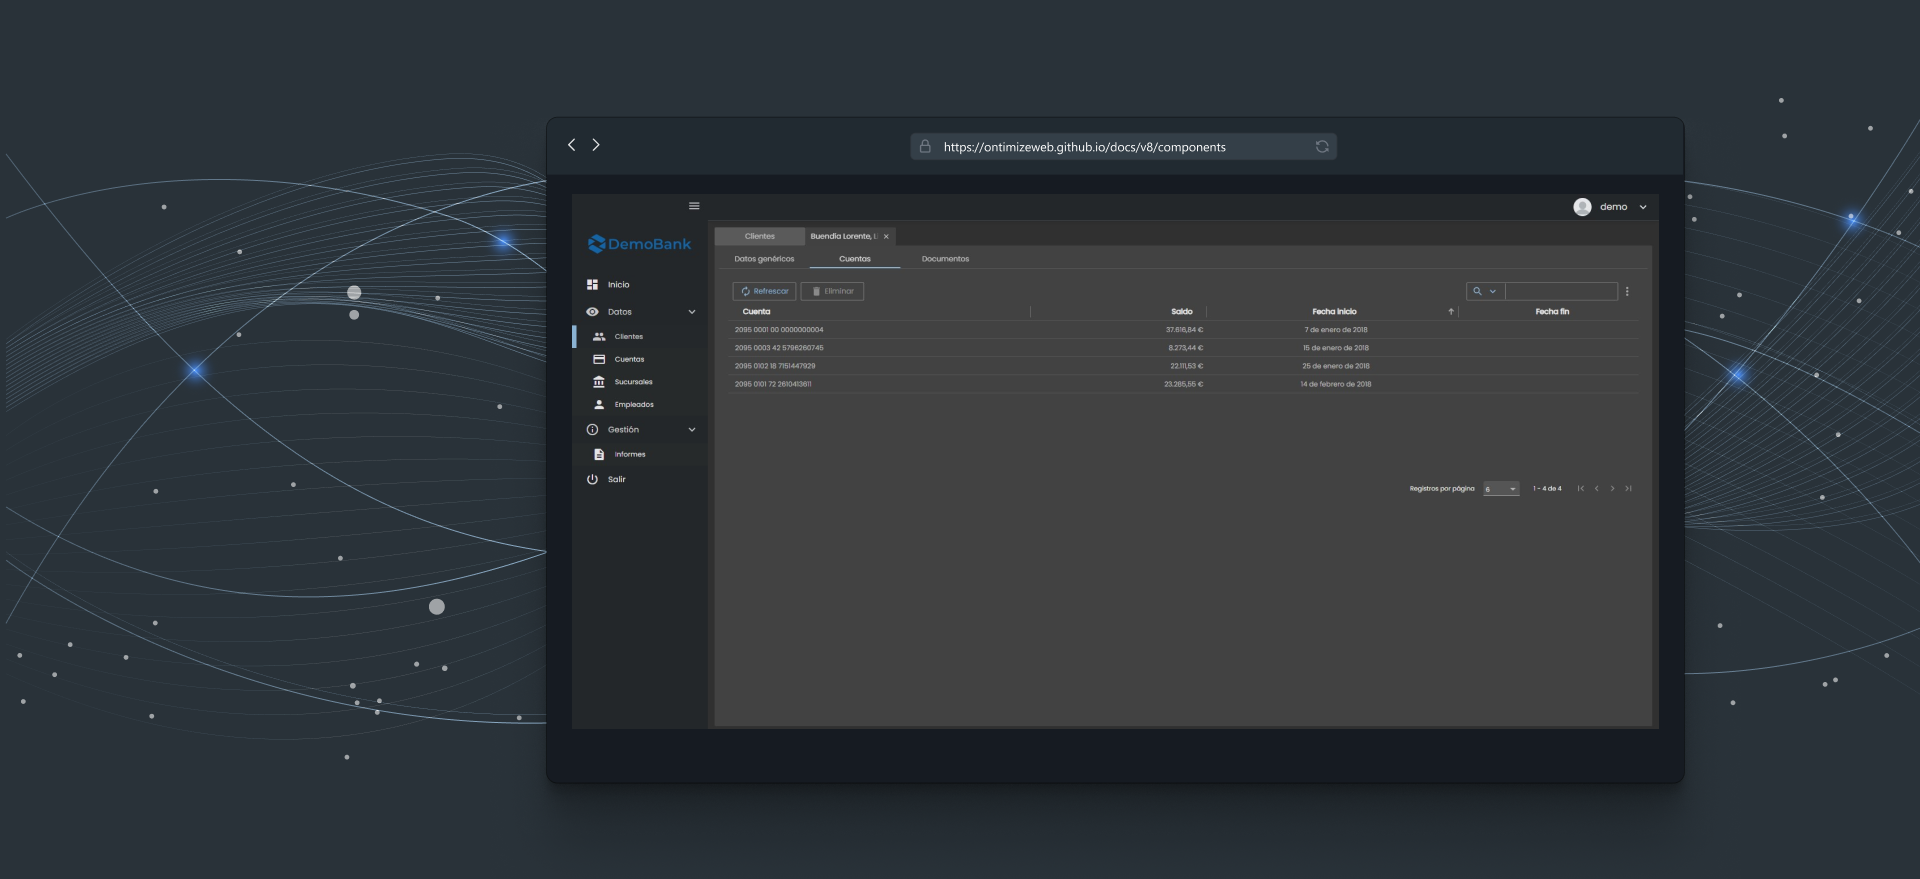 https://ontimizeweb.github.io/docs/v8/components
demo
DemoBank
Clientes
Buendía Lorente,
Datos genéricos
Cuentas
Documentos
Inicio
Datos
Clientes
Cuentas
Sucursales
Empleados
Gestión
Informes
Salir
Refrescar
Eliminar
Cuenta Saldo Fecha Inicio Fecha fin
2095 0001 00 0000000004 37.616,84 € 7 de enero de 2018
2095 0003 42 5796260745 8.273,44 € 15 de enero de 2018
2095 0102 18 7151447929 22.111,53 € 25 de enero de 2018
2095 0101 72 2610413611 23.265,55 € 14 de febrero de 2018
Registros por página 6 1 - 4 de 4